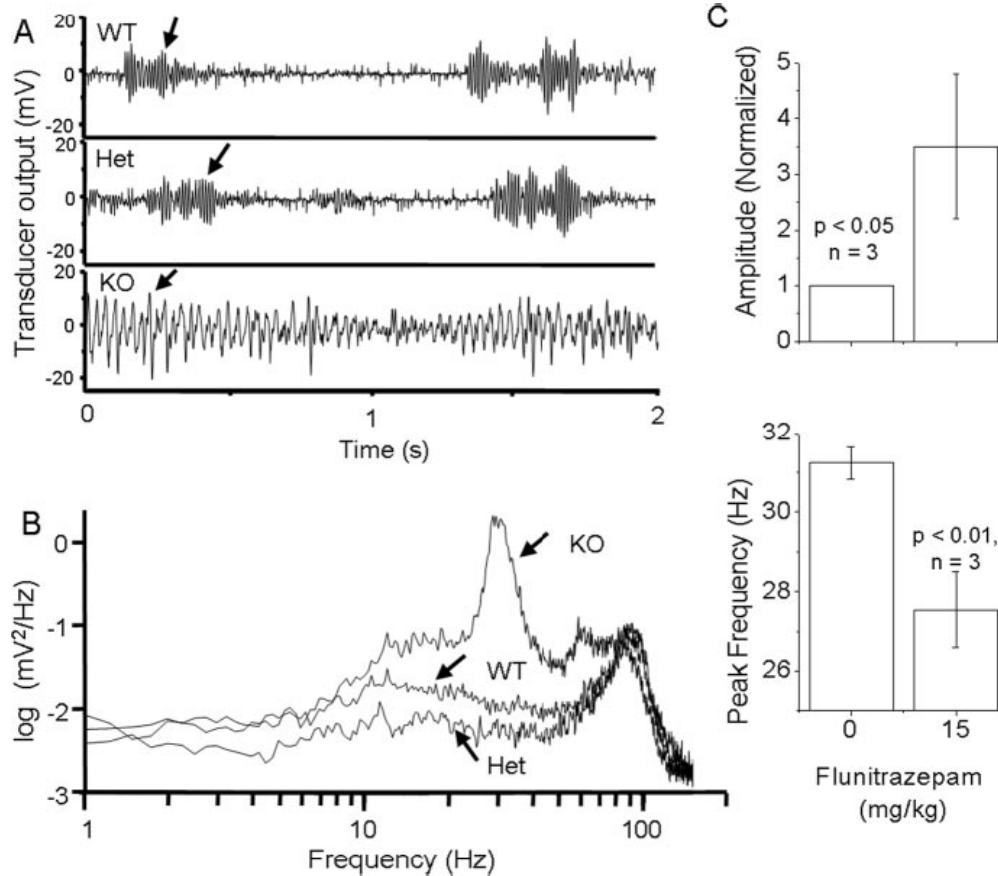 A
Transducer output (mV)
20
WT
0
-20
20
Het
0
-20
20
KO
0
-20
0
1
2
Time (s)
B
log (mV²/Hz)
0
-1
-2
-3
KO
WT
Het
1
10
100
Frequency (Hz)
C
Amplitude (Normalized)
5
4
3
2
1
0
p < 0.05
n = 3
Peak Frequency (Hz)
32
30
28
26
p < 0.01,
n = 3
0
15
Flunitrazepam
(mg/kg)